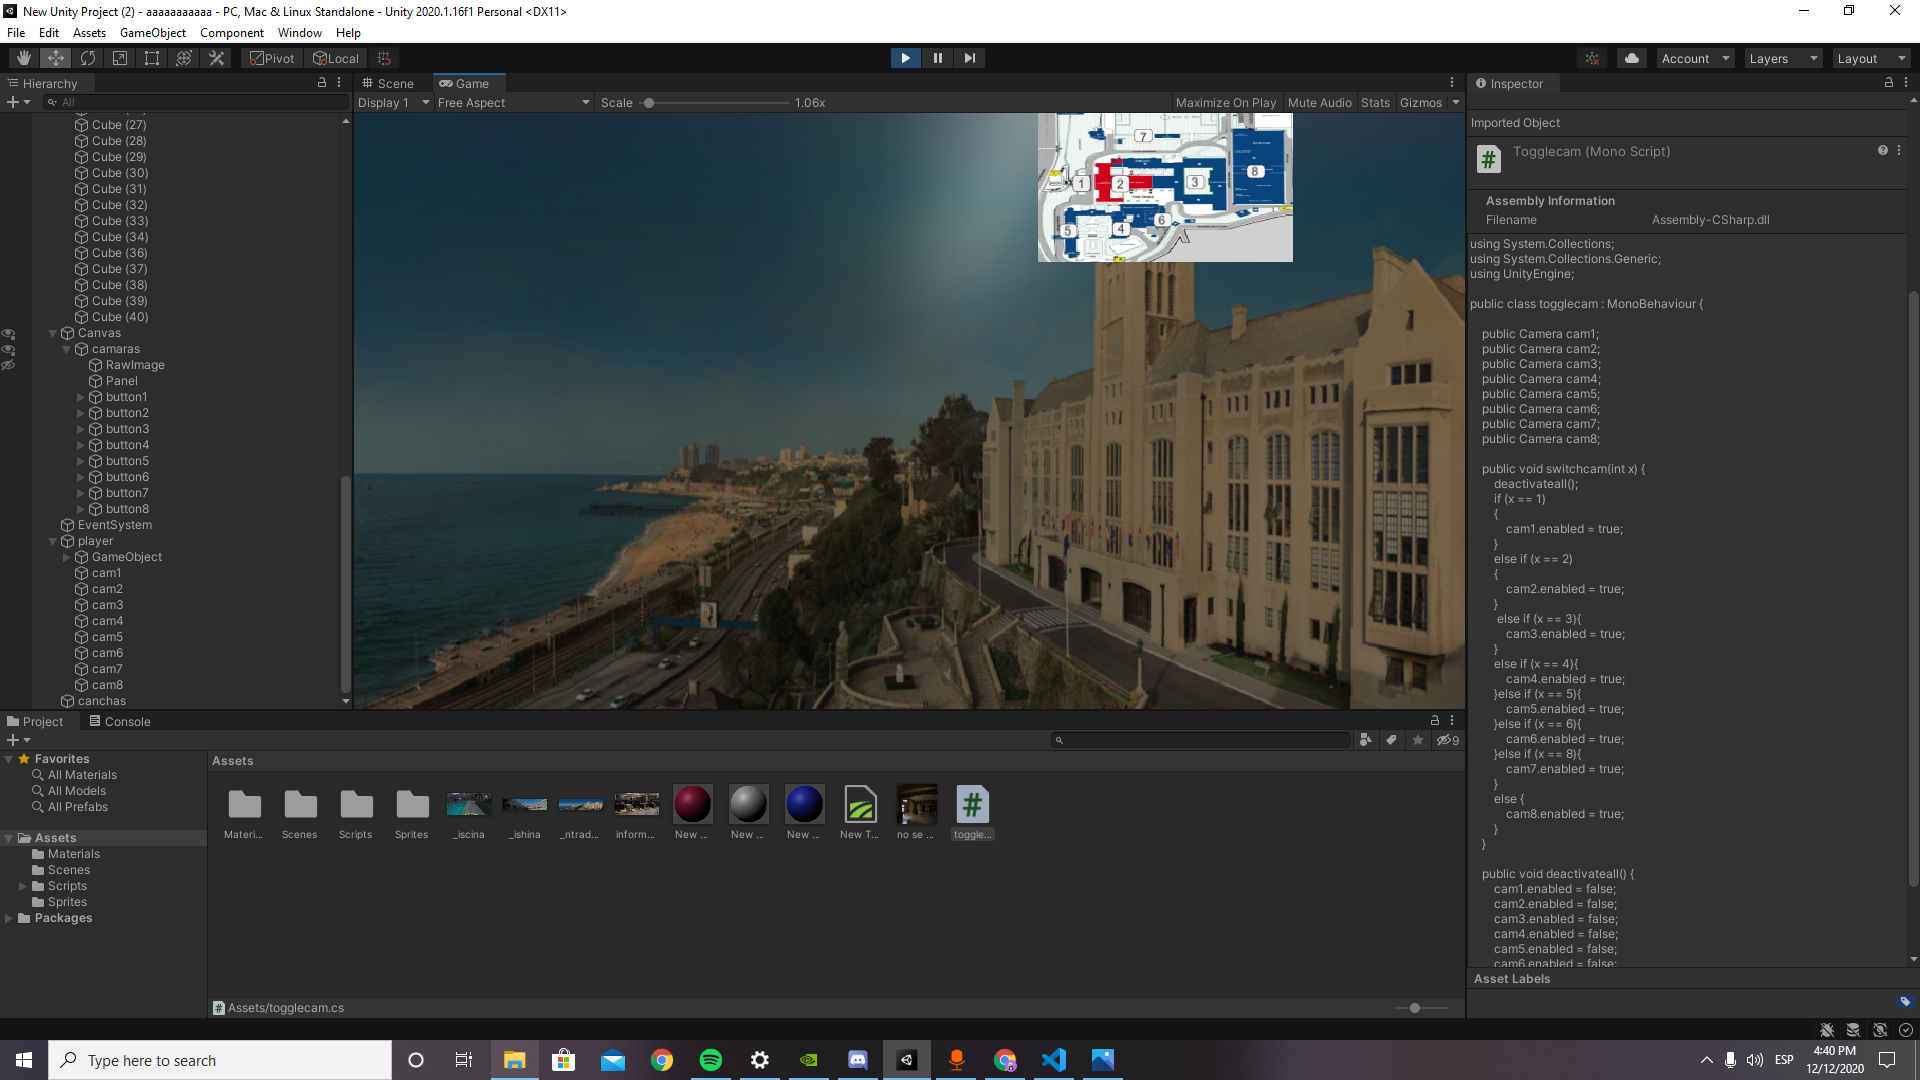 New Unity Project (2) - aaaaaaaaaaa - PC, Mac & Linux Standalone - Unity 2020.1.16f1 Personal <DX11>
File Edit Assets GameObject Component Window Help
Pivot Local Account Layers Layout
Hierarchy Scene Game Inspector
All Display 1 Free Aspect Scale 1.06x Maximize On Play Mute Audio Stats Gizmos
Cube (27)
Cube (28)
Cube (29)
Cube (30)
Cube (31)
Cube (32)
Cube (33)
Cube (34)
Cube (36)
Cube (37)
Cube (38)
Cube (39)
Cube (40)
Canvas
camaras
RawImage
Panel
button1
button2
button3
button4
button5
button6
button7
button8
EventSystem
player
GameObject
cam1
cam2
cam3
cam4
cam5
cam6
cam7
cam8
canchas
7
1 2 3 8
5 4 6
Imported Object
Togglecam (Mono Script)
Assembly Information
Filename Assembly-CSharp.dll
using System.Collections;
using System.Collections.Generic;
using UnityEngine;
public class togglecam : MonoBehaviour {
public Camera cam1;
public Camera cam2;
public Camera cam3;
public Camera cam4;
public Camera cam5;
public Camera cam6;
public Camera cam7;
public Camera cam8;
public void switchcam(int x) {
deactivateall();
if (x == 1)
{
cam1.enabled = true;
}
else if (x == 2)
{
cam2.enabled = true;
}
else if (x == 3){
cam3.enabled = true;
}
else if (x == 4){
cam4.enabled = true;
}else if (x == 5){
cam5.enabled = true;
}else if (x == 6){
cam6.enabled = true;
}else if (x == 8){
cam7.enabled = true;
}
else {
cam8.enabled = true;
}
}
public void deactivateall() {
cam1.enabled = false;
cam2.enabled = false;
cam3.enabled = false;
cam4.enabled = false;
cam5.enabled = false;
cam6.enabled = false;
Asset Labels
Project Console
9
Favorites
All Materials
All Models
All Prefabs
Assets
Materials
Scenes
Scripts
Sprites
Packages
Assets
Materi... Scenes Scripts Sprites _iscina _ishina _ntrad... inform... New ... New ... New ... New T... no se ... toggle...
Assets/togglecam.cs
Type here to search
ESP
4:40 PM
12/12/2020